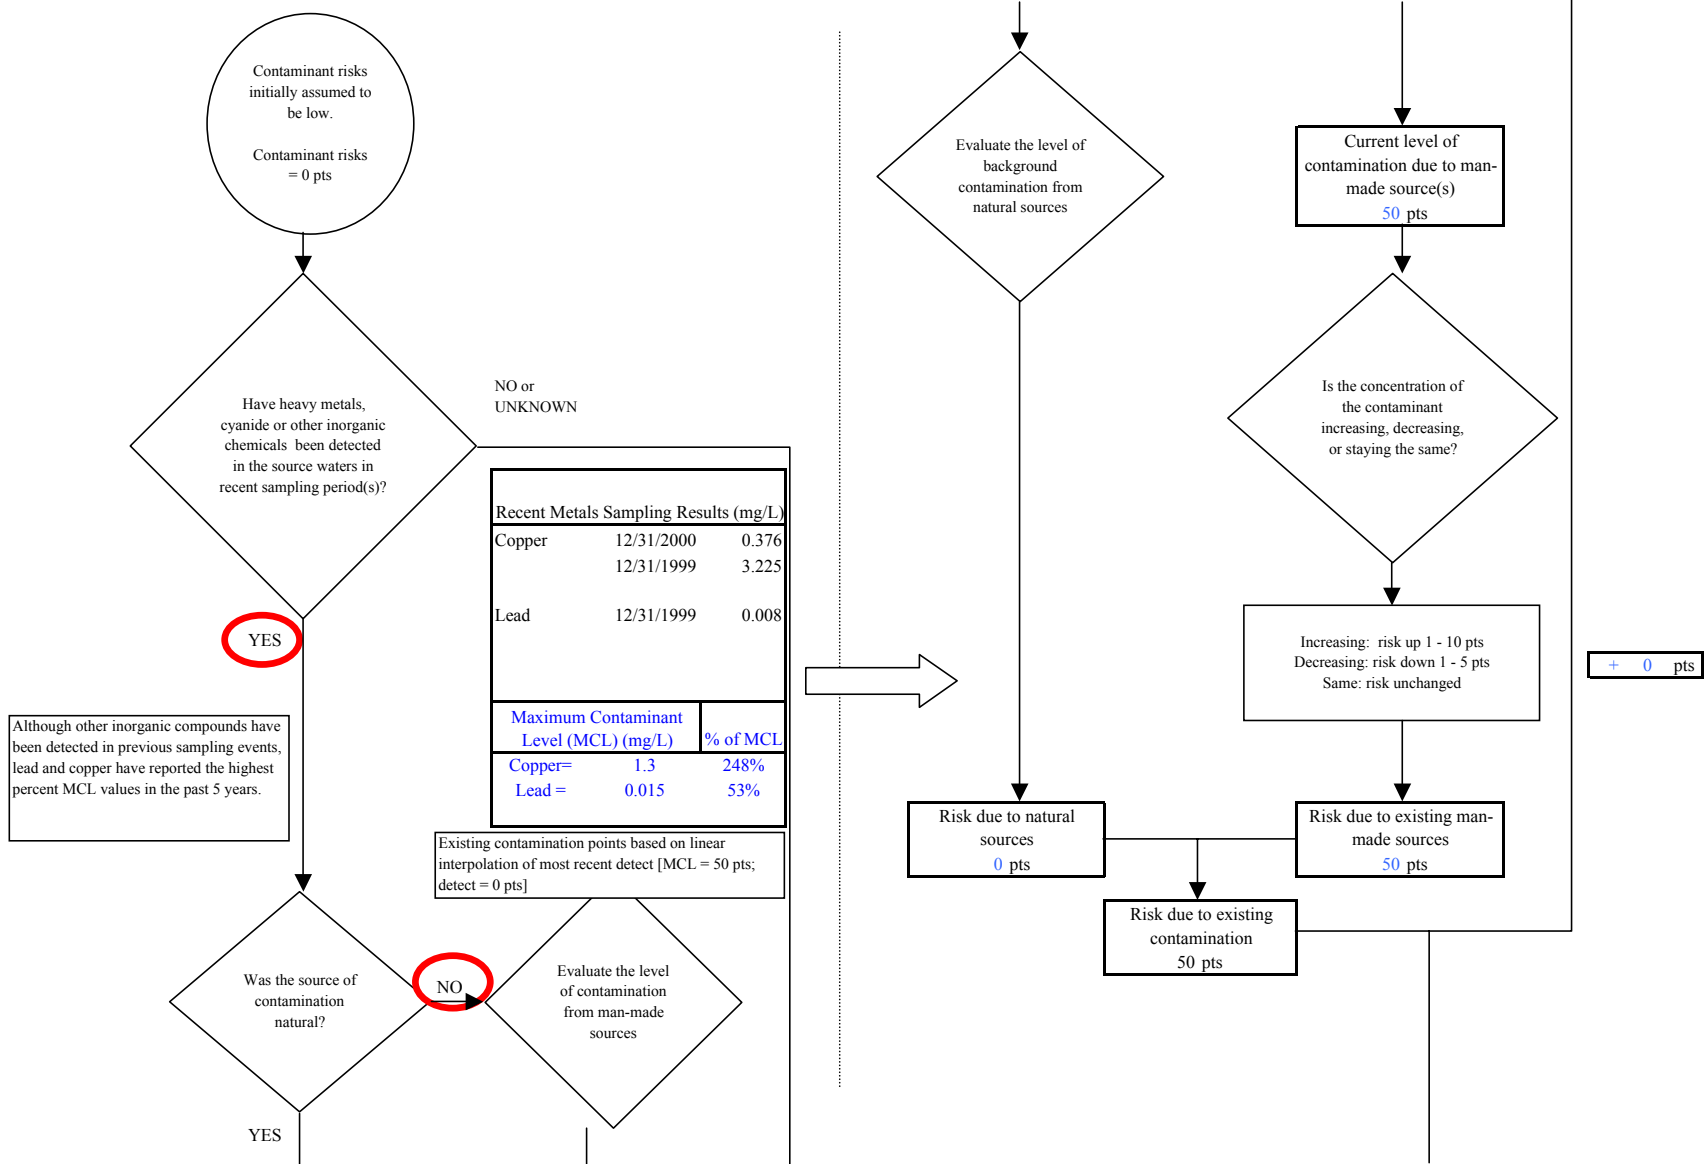 Contaminant risks
initially assumed to
be low.
Contaminant risks
= 0 pts
Have heavy metals,
cyanide or other inorganic
chemicals been detected
in the source waters in
recent sampling period(s)?
NO or
UNKNOWN
YES
Recent Metals Sampling Results (mg/L)
Copper 12/31/2000 0.376
12/31/1999 3.225
Lead 12/31/1999 0.008
Maximum Contaminant
Level (MCL) (mg/L) % of MCL
Copper= 1.3 248%
Lead = 0.015 53%
Although other inorganic compounds have
been detected in previous sampling events,
lead and copper have reported the highest
percent MCL values in the past 5 years.
Existing contamination points based on linear
interpolation of most recent detect [MCL = 50 pts;
detect = 0 pts]
Was the source of
contamination
natural?
NO
Evaluate the level
of contamination
from man-made
sources
YES
Evaluate the level of
background
contamination from
natural sources
Current level of
contamination due to man-
made source(s)
50 pts
Is the concentration of
the contaminant
increasing, decreasing,
or staying the same?
Increasing: risk up 1 - 10 pts
Decreasing: risk down 1 - 5 pts
Same: risk unchanged
+ 0 pts
Risk due to natural
sources
0 pts
Risk due to existing man-
made sources
50 pts
Risk due to existing
contamination
50 pts